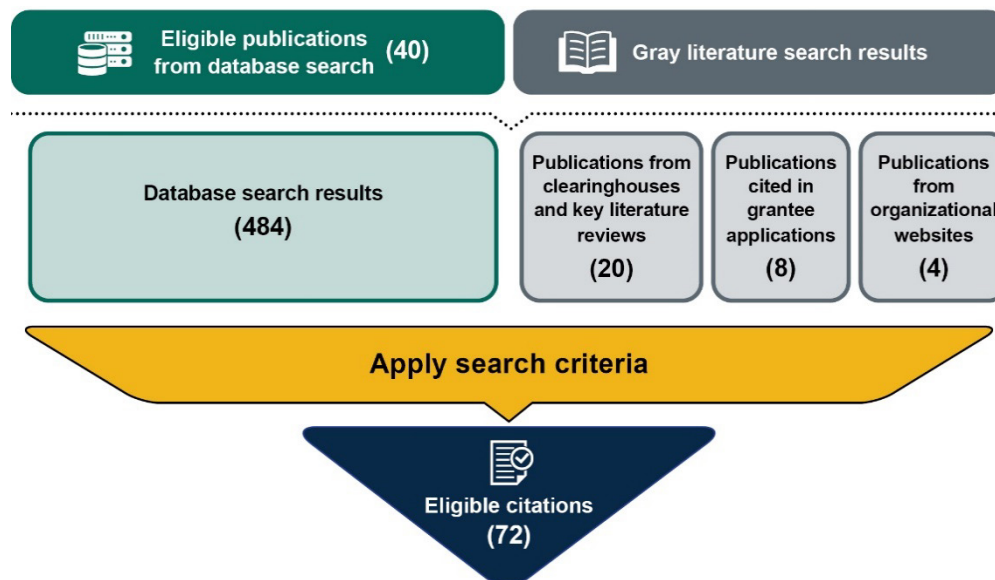 Eligible publications
from database search (40)
Gray literature search results
Database search results
(484)
Publications from
clearinghouses
and key literature
reviews
(20)
Publications
cited in
grantee
applications
(8)
Publications
from
organizational
websites
(4)
Apply search criteria
Eligible citations
(72)